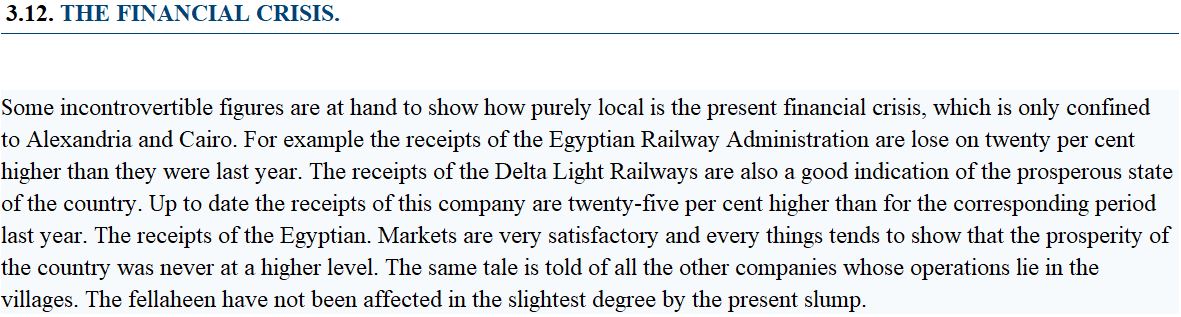 3.12. THE FINANCIAL CRISIS.
Some incontrovertible figures are at hand to show how purely local is the present financial crisis, which is only confined
to Alexandria and Cairo. For example the receipts of the Egyptian Railway Administration are lose on twenty per cent
higher than they were last year. The receipts of the Delta Light Railways are also a good indication of the prosperous state
of the country. Up to date the receipts of this company are twenty-five per cent higher than for the corresponding period
last year. The receipts of the Egyptian. Markets are very satisfactory and every things tends to show that the prosperity of
the country was never at a higher level. The same tale is told of all the other companies whose operations lie in the
villages. The fellaheen have not been affected in the slightest degree by the present slump.